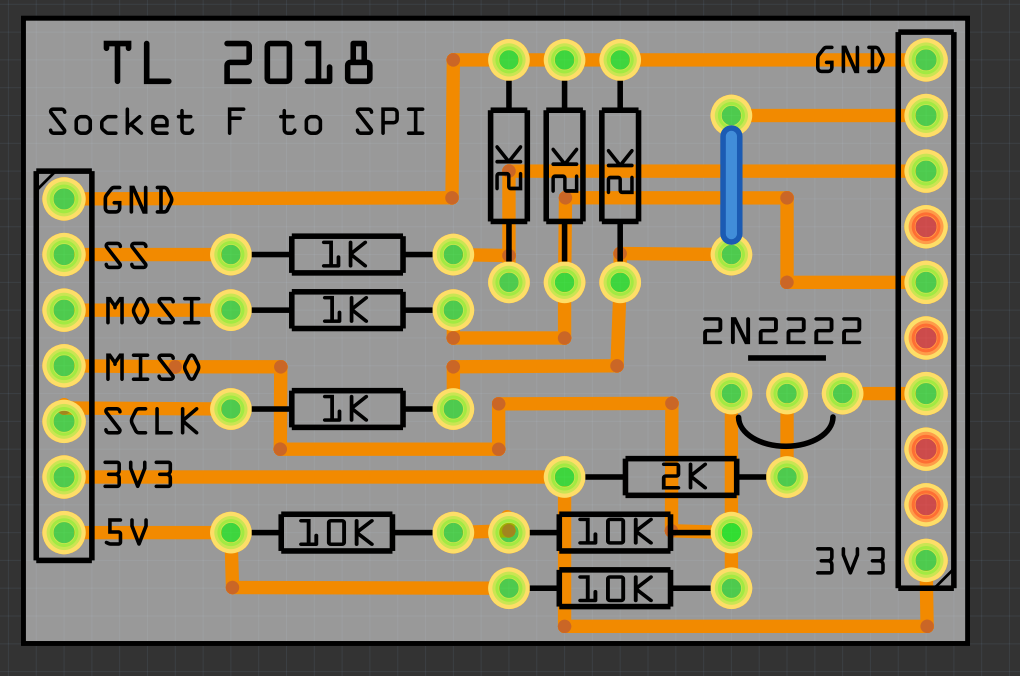 TL 2018
Socket F to SPI
GND
2K 2K 2K
GND
SS
1K
MOSI
1K
2N2222
MISO
SCLK
1K
3V3
2K
5V
10K
10K
3V3
10K